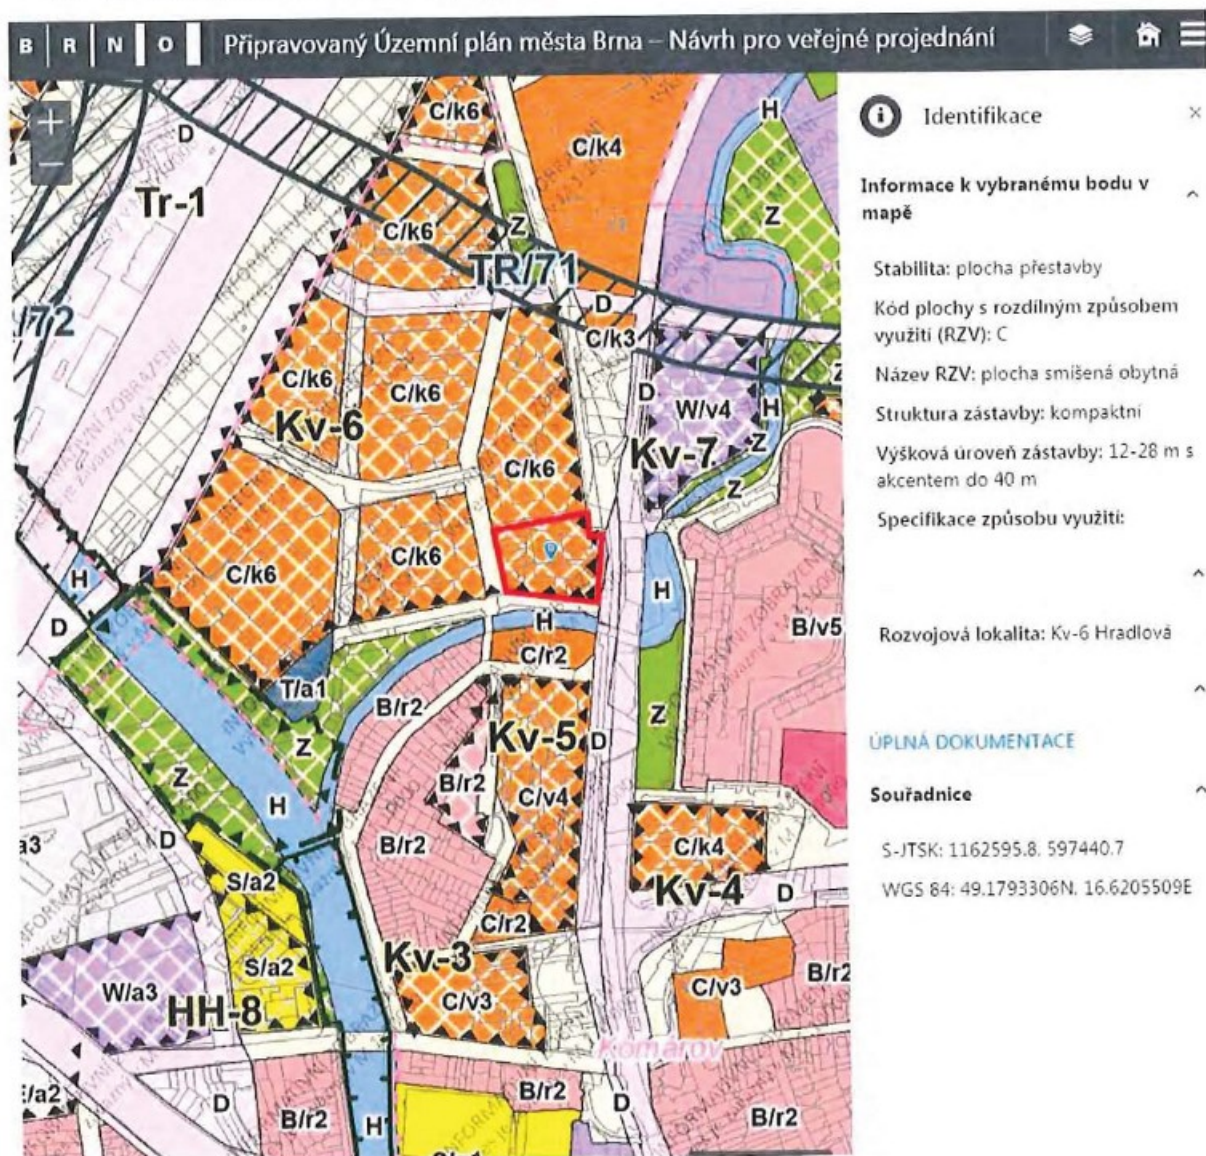 B R N O
Připravovaný Územní plán města Brna – Návrh pro veřejné projednání
+
−
D
C/k6
C/k4
H
Tr-1
Z
C/k6
Z
TR/71
/72
D
C/k3
C/k6
C/k6
D
W/v4
H
Kv-6
Kv-7
Z
C/k6
Z
C/k6
C/k6
H
H
D
H
B/v5
C/r2
T/a1
B/r2
Z
Kv-5
D
Z
Z
B/r2
C/v4
H
D
B/r2
C/k4
a3
S/a2
Kv-4
D
C/r2
Kv-3
S/a2
W/a3
C/v3
C/v3
B/r2
HH-8
Komárov
/a2
D
B/r2
H
B/r2
D
B/r2
Identifikace
×
Informace k vybranému bodu v
mapě
Stabilita: plocha přestavby
Kód plochy s rozdílným způsobem
využití (RZV): C
Název RZV: plocha smíšená obytná
Struktura zástavby: kompaktní
Výšková úroveň zástavby: 12-28 m s
akcentem do 40 m
Specifikace způsobu využití:
Rozvojová lokalita: Kv-6 Hradlová
ÚPLNÁ DOKUMENTACE
Souřadnice
S-JTSK: 1162595.8. 597440.7
WGS 84: 49.1793306N. 16.6205509E